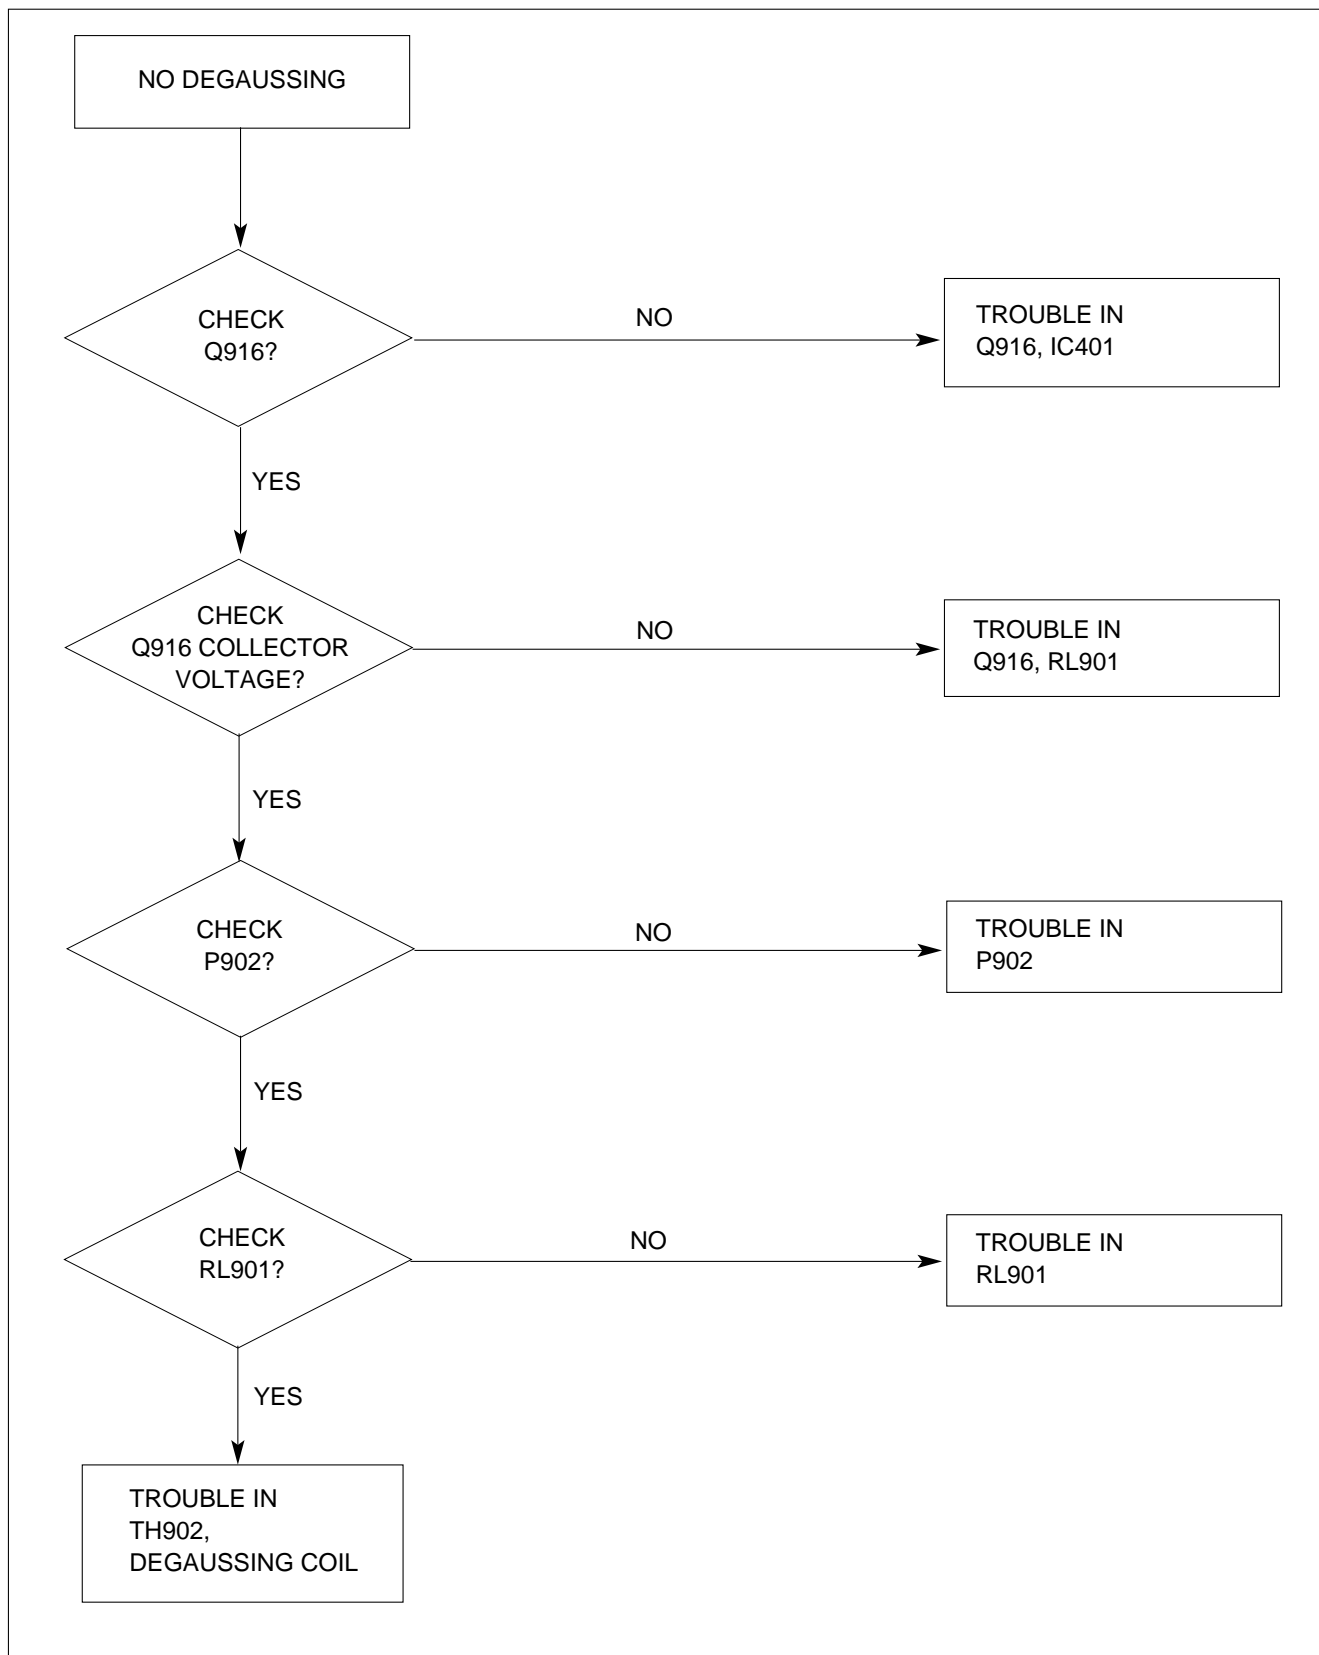 NO DEGAUSSING
CHECK
Q916?
NO
TROUBLE IN
Q916, IC401
YES
CHECK
Q916 COLLECTOR
VOLTAGE?
NO
TROUBLE IN
Q916, RL901
YES
CHECK
P902?
NO
TROUBLE IN
P902
YES
CHECK
RL901?
NO
TROUBLE IN
RL901
YES
TROUBLE IN
TH902,
DEGAUSSING COIL